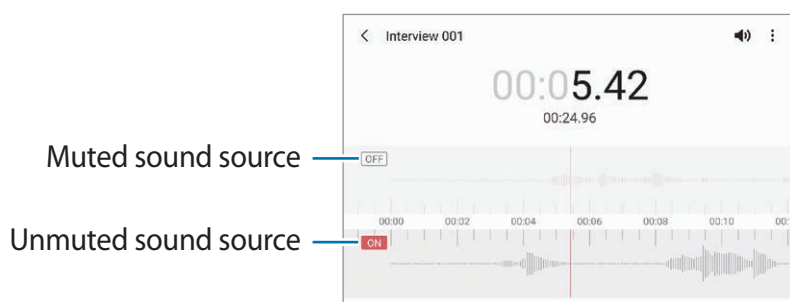 Interview 001
00:05.42
00:24.96
Muted sound source
OFF
00:00 00:02 00:04 00:06 00:08 00:10
Unmuted sound source
ON